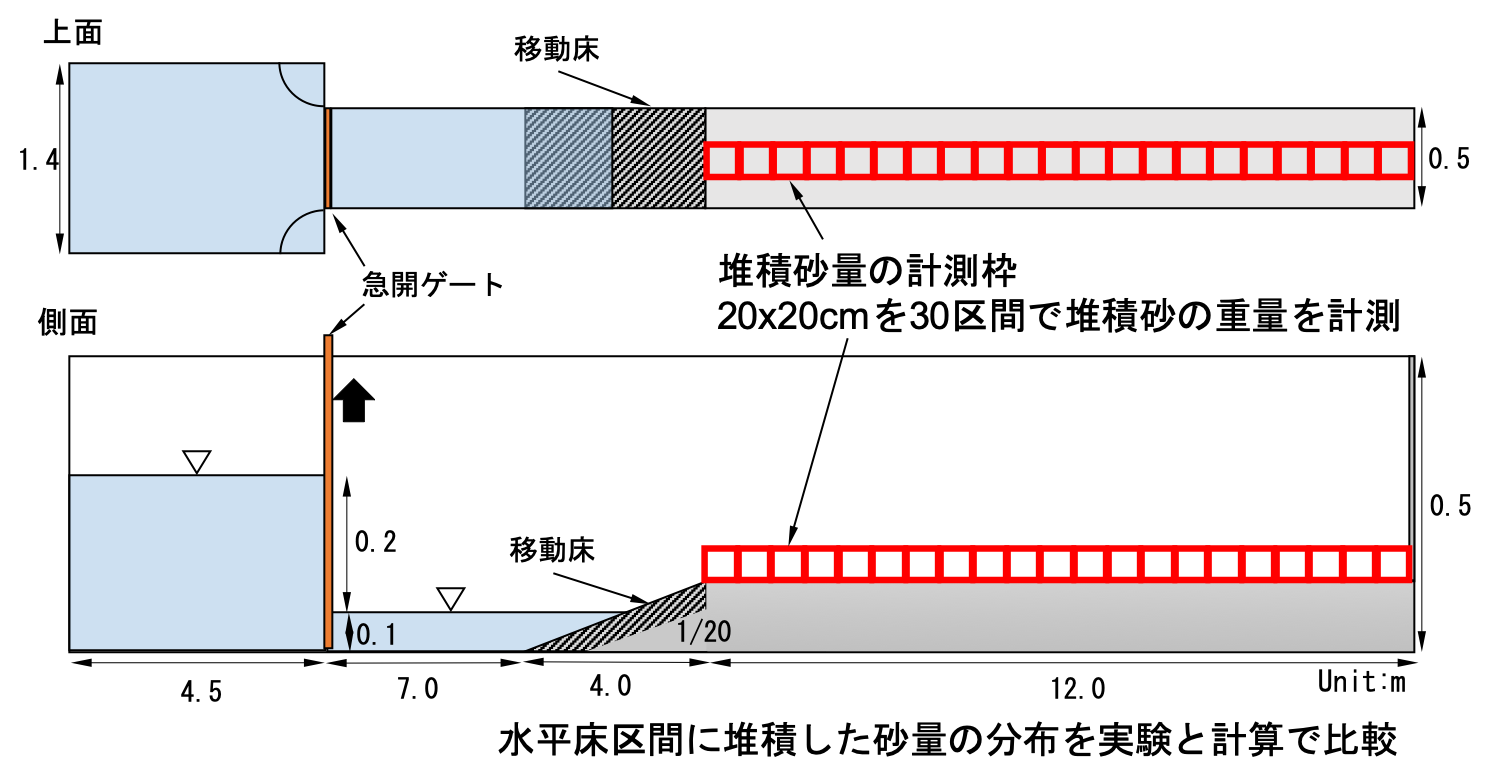 上面
移動床
1.4
0.5
急開ゲート
堆積砂量の計測枠
20x20cmを30区間で堆積砂の重量を計測
側面
0.2
移動床
0.5
0.1
1/20
4.5
7.0
4.0
12.0
Unit:m
水平床区間に堆積した砂量の分布を実験と計算で比較